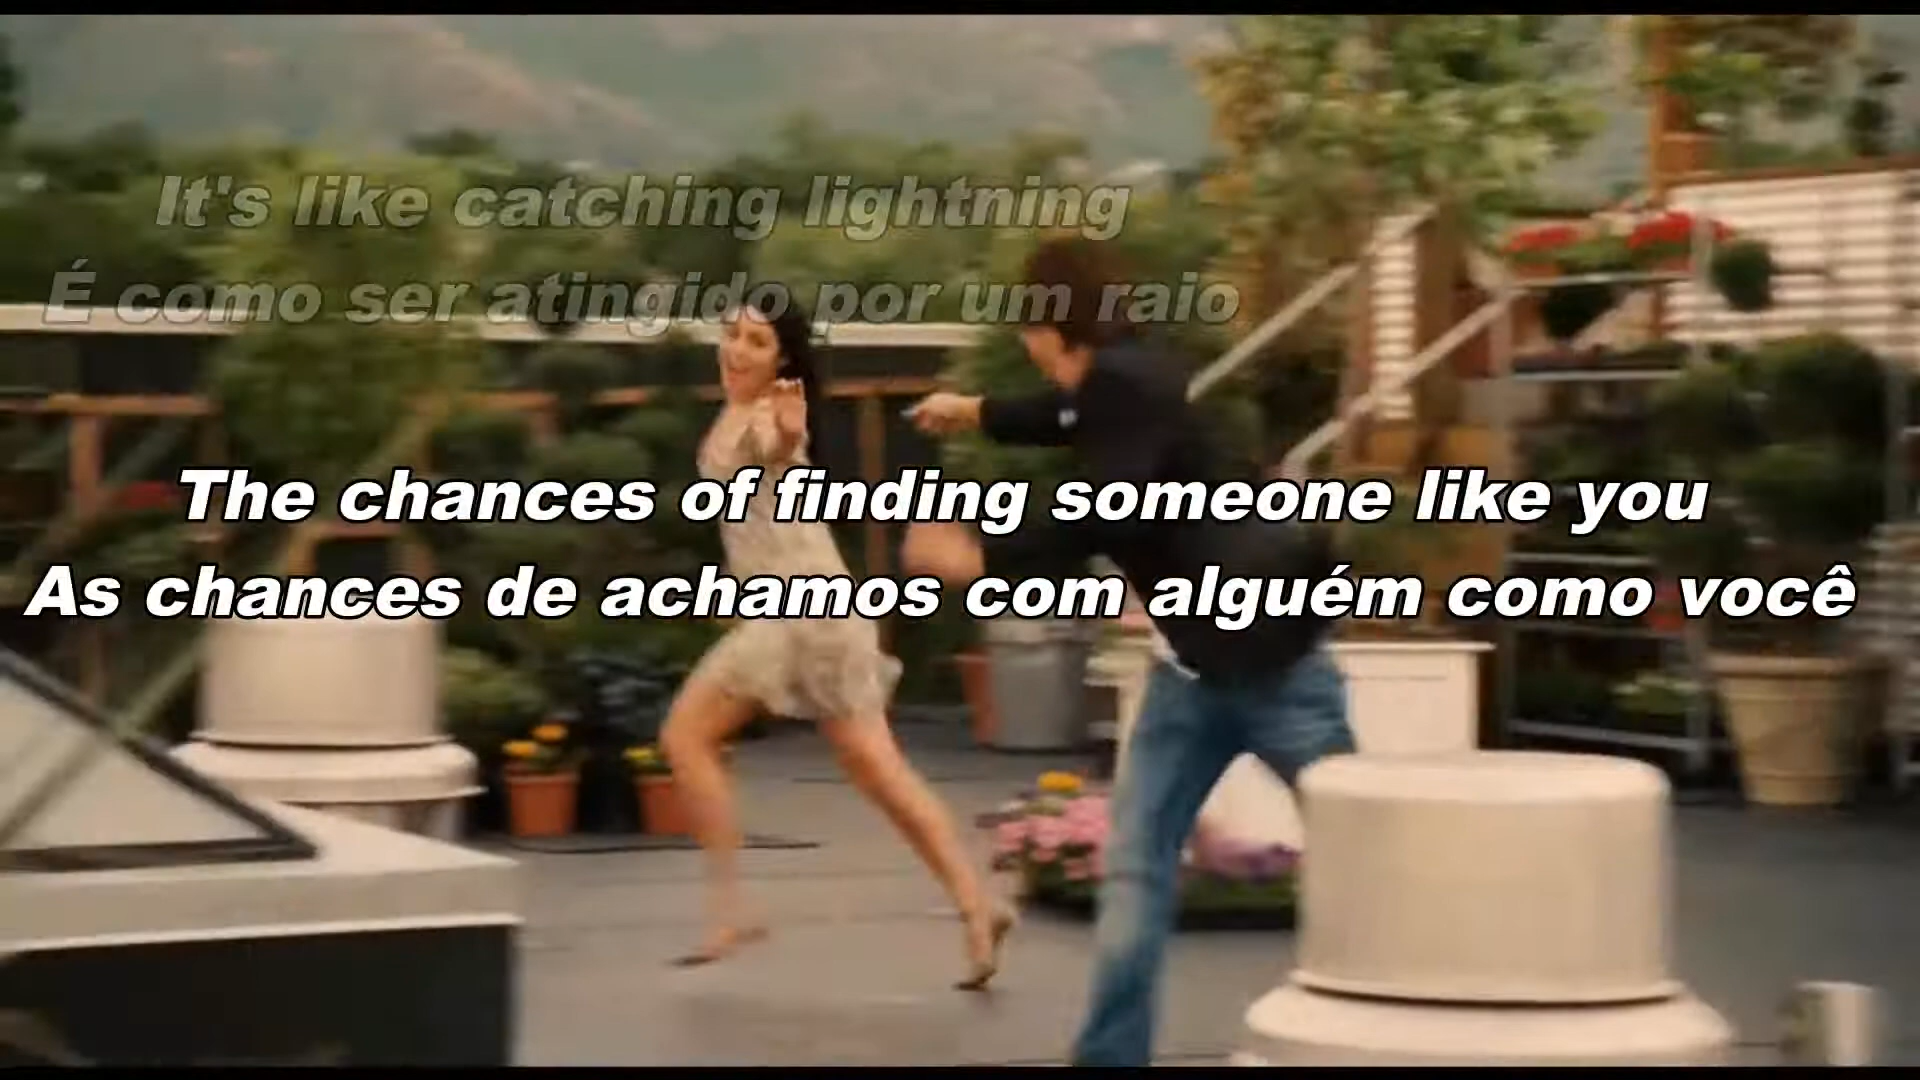 It's like catching lightning
É como ser atingido por um raio
The chances of finding someone like you
As chances de achamos com alguém como você